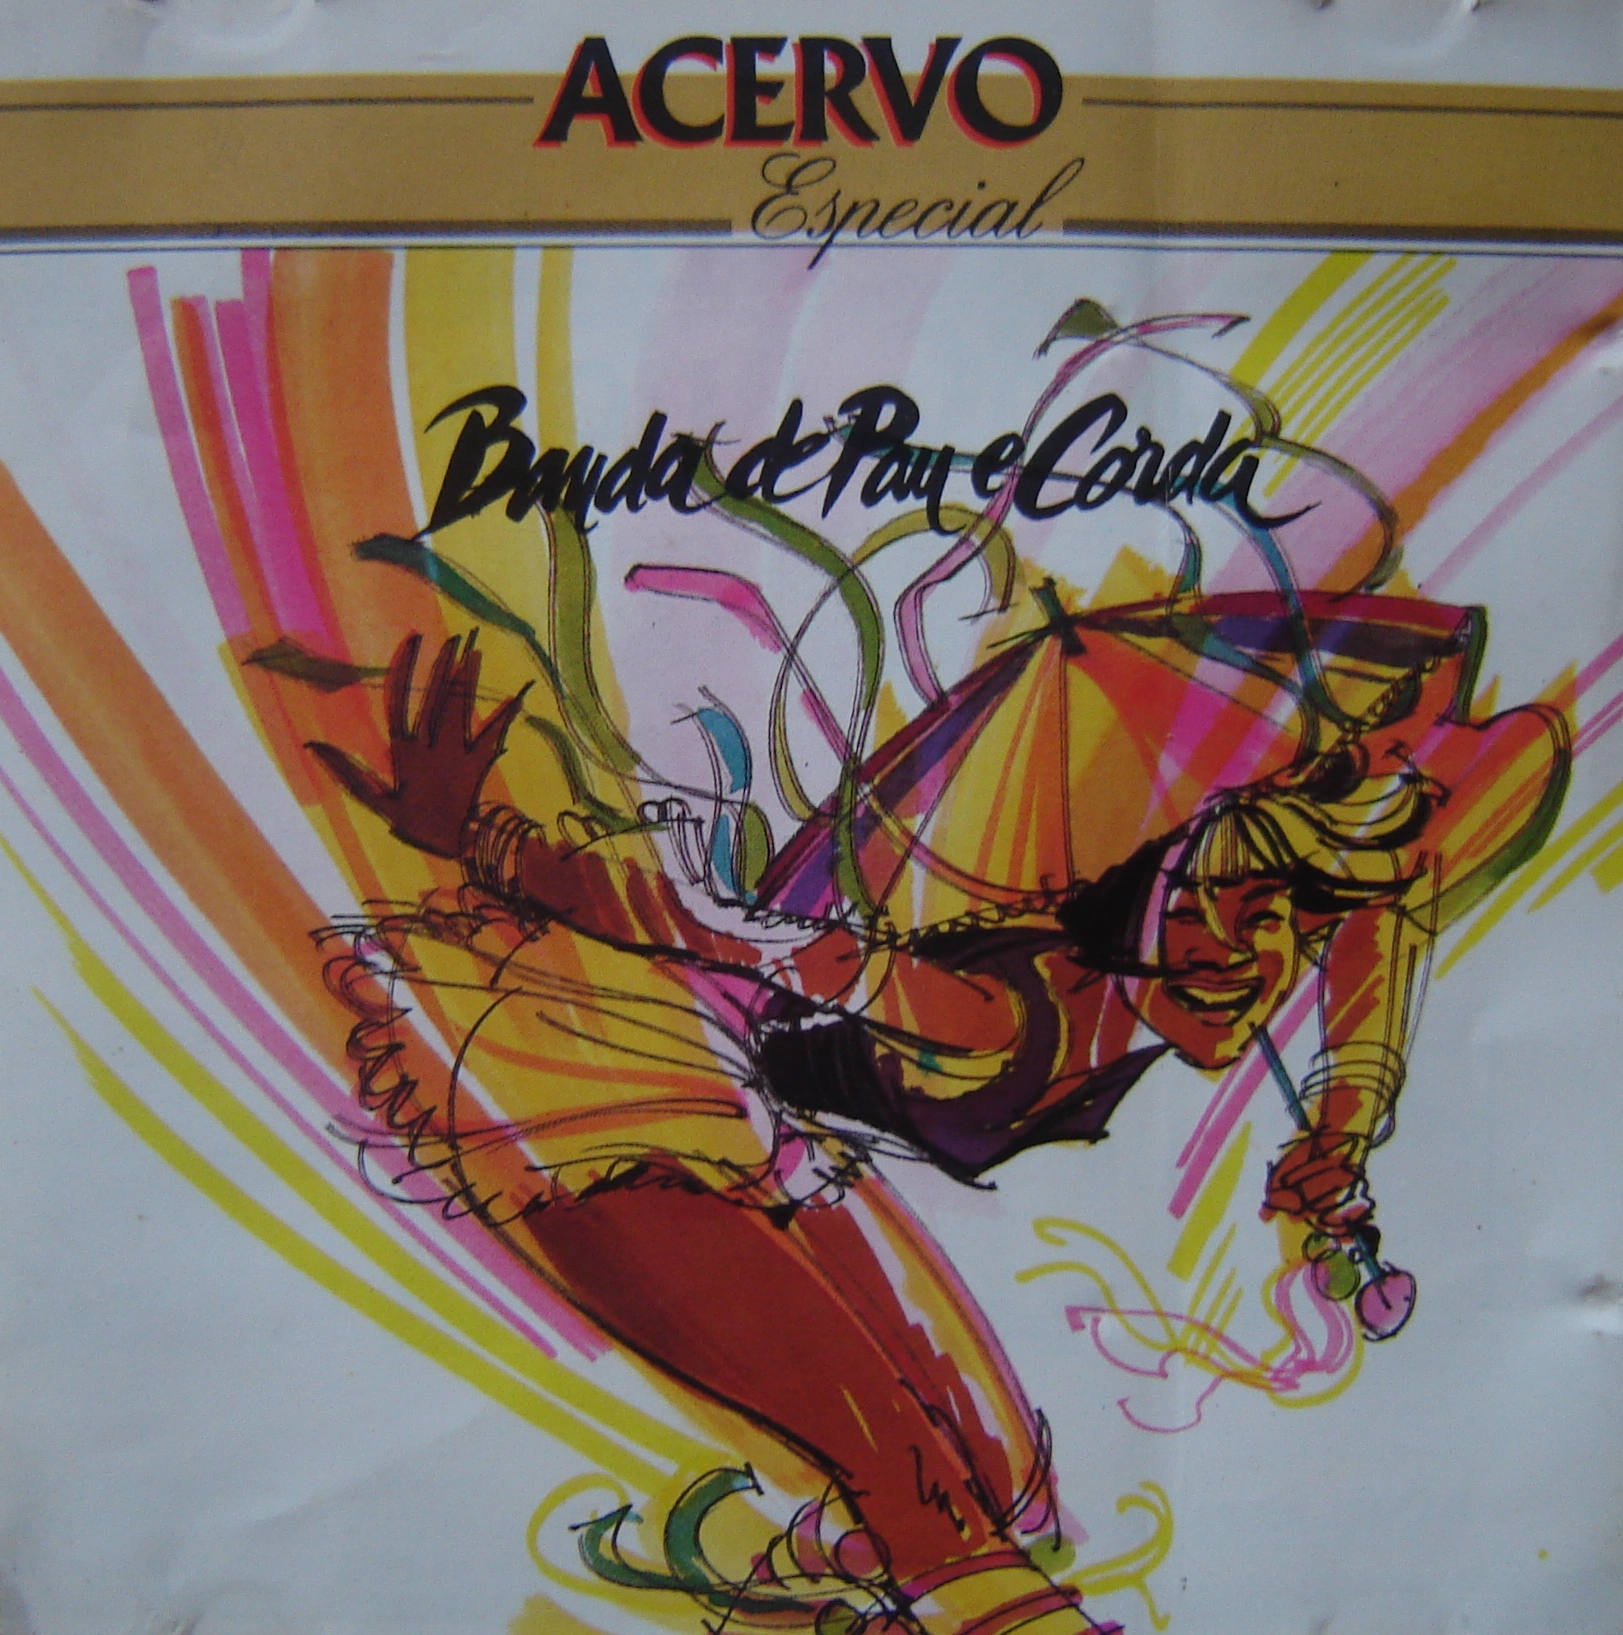 ACERVO
Especial
Banda de Pau e Corda